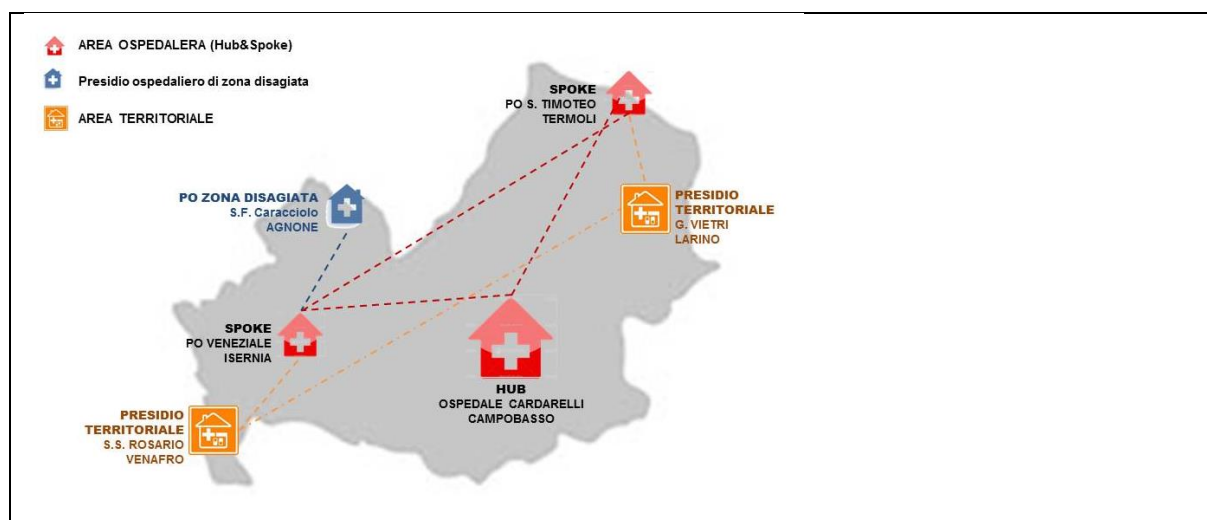 AREA OSPEDALERA (Hub&Spoke)
Presidio ospedaliero di zona disagiata
AREA TERRITORIALE
SPOKE
PO S. TIMOTEO
TERMOLI
PO ZONA DISAGIATA
S.F. Caracciolo
AGNONE
PRESIDIO
TERRITORIALE
G. VIETRI
LARINO
SPOKE
PO VENEZIALE
ISERNIA
HUB
OSPEDALE CARDARELLI
CAMPOBASSO
PRESIDIO
TERRITORIALE
S.S. ROSARIO
VENAFRO